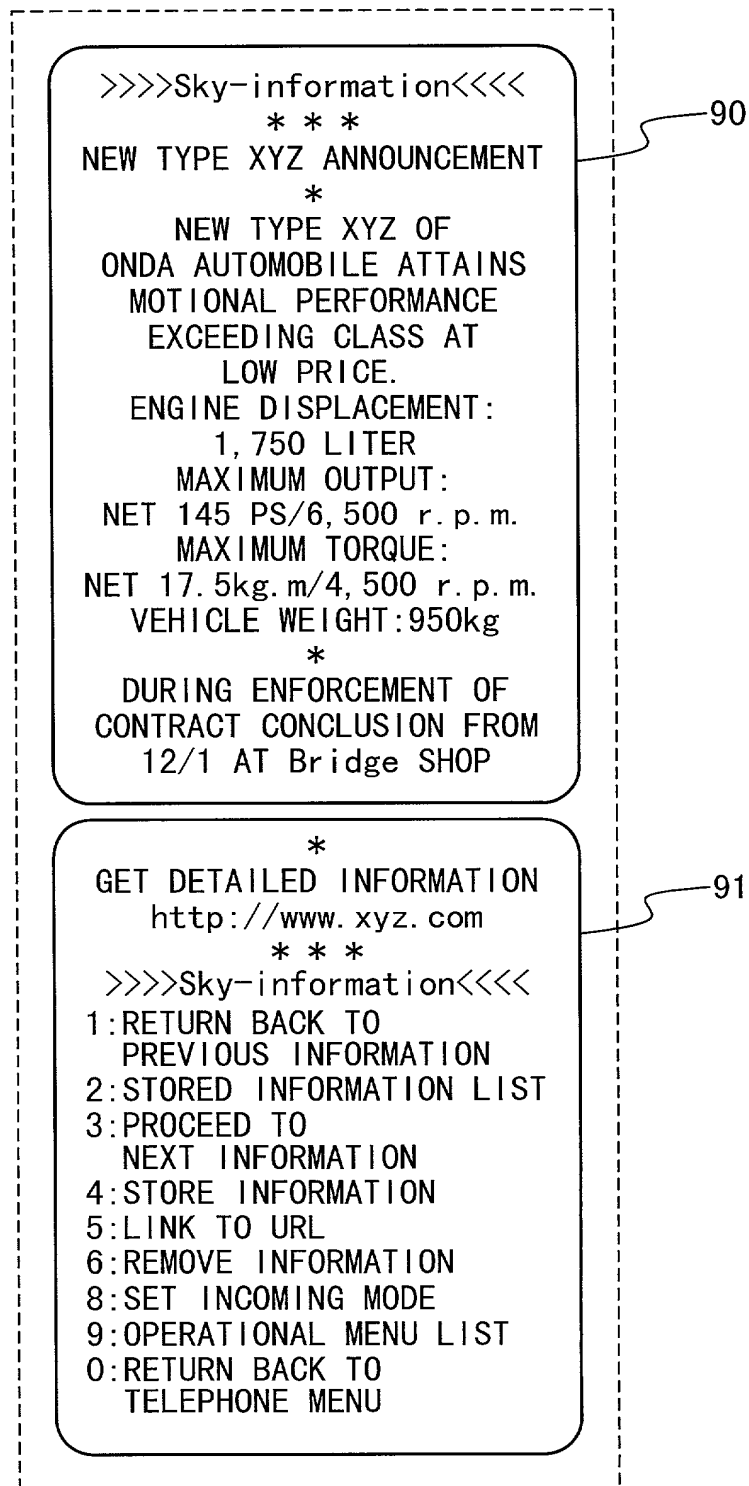 >>>>Sky-information<<<<
* * *
NEW TYPE XYZ ANNOUNCEMENT
*
NEW TYPE XYZ OF
ONDA AUTOMOBILE ATTAINS
MOTIONAL PERFORMANCE
EXCEEDING CLASS AT
LOW PRICE.
ENGINE DISPLACEMENT:
1,750 LITER
MAXIMUM OUTPUT:
NET 145 PS/6,500 r.p.m.
MAXIMUM TORQUE:
NET 17.5kg.m/4,500 r.p.m.
VEHICLE WEIGHT:950kg
*
DURING ENFORCEMENT OF
CONTRACT CONCLUSION FROM
12/1 AT Bridge SHOP
90
*
GET DETAILED INFORMATION
http://www.xyz.com
* * *
>>>>Sky-information<<<<
1:RETURN BACK TO
PREVIOUS INFORMATION
2:STORED INFORMATION LIST
3:PROCEED TO
NEXT INFORMATION
4:STORE INFORMATION
5:LINK TO URL
6:REMOVE INFORMATION
8:SET INCOMING MODE
9:OPERATIONAL MENU LIST
0:RETURN BACK TO
TELEPHONE MENU
91